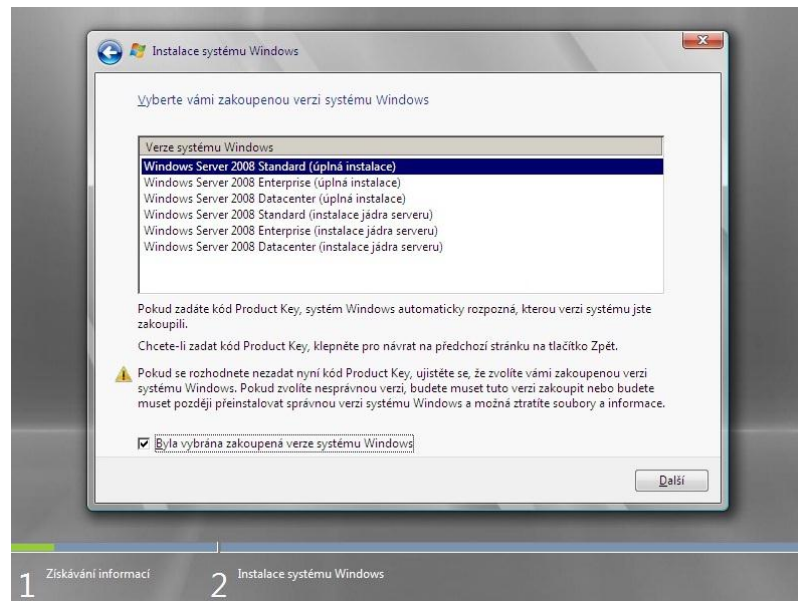 Instalace systému Windows
Vyberte vámi zakoupenou verzi systému Windows
Verze systému Windows
Windows Server 2008 Standard (úplná instalace)
Windows Server 2008 Enterprise (úplná instalace)
Windows Server 2008 Datacenter (úplná instalace)
Windows Server 2008 Standard (instalace jádra serveru)
Windows Server 2008 Enterprise (instalace jádra serveru)
Windows Server 2008 Datacenter (instalace jádra serveru)
Pokud zadáte kód Product Key, systém Windows automaticky rozpozná, kterou verzi systému jste
zakoupili.
Chcete-li zadat kód Product Key, klepněte pro návrat na předchozí stránku na tlačítko Zpět.
Pokud se rozhodnete nezadat nyní kód Product Key, ujistěte se, že zvolíte vámi zakoupenou verzi
systému Windows. Pokud zvolíte nesprávnou verzi, budete muset tuto verzi zakoupit nebo budete
muset později přeinstalovat správnou verzi systému Windows a možná ztratíte soubory a informace.
Byla vybrána zakoupená verze systému Windows
Další
1 Získávání informací
2 Instalace systému Windows